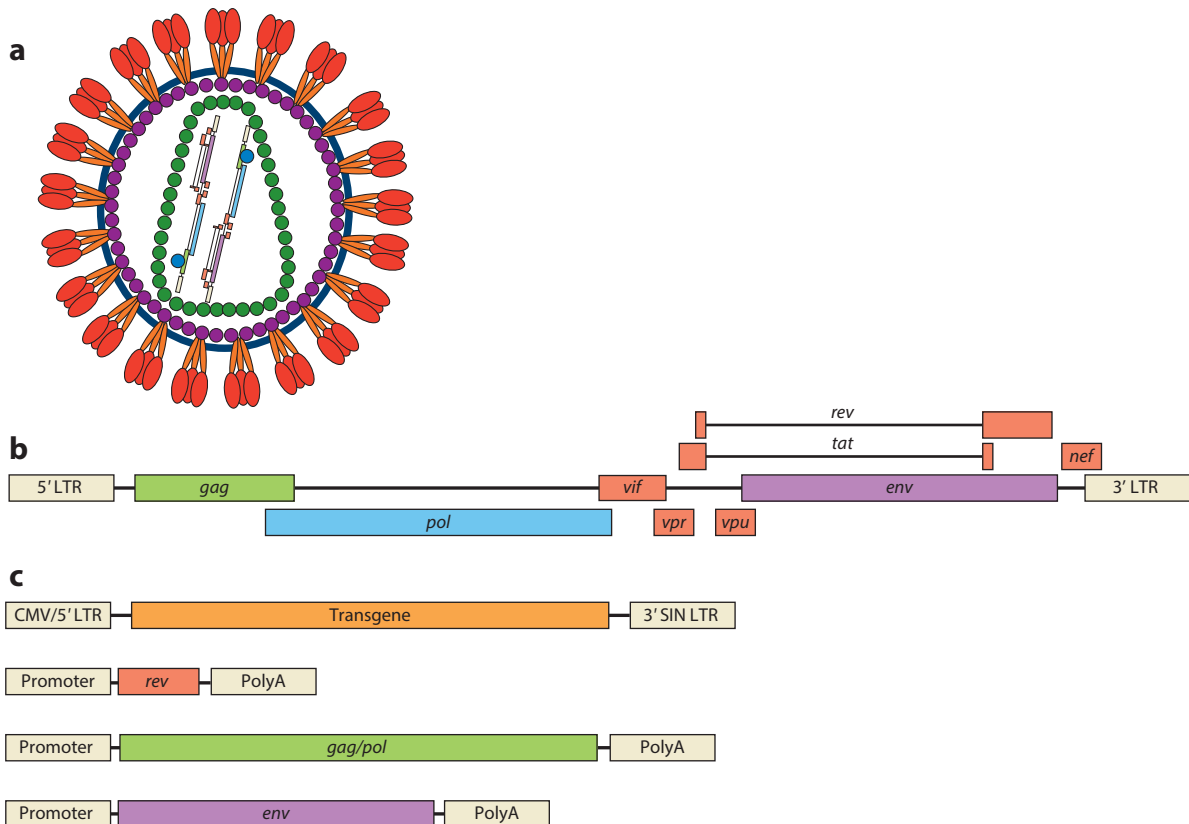 a
b
rev
tat
nef
5′ LTR gag vif env 3′ LTR
pol vpr vpu
c
CMV/5′ LTR Transgene 3′ SIN LTR
Promoter rev PolyA
Promoter gag/pol PolyA
Promoter env PolyA